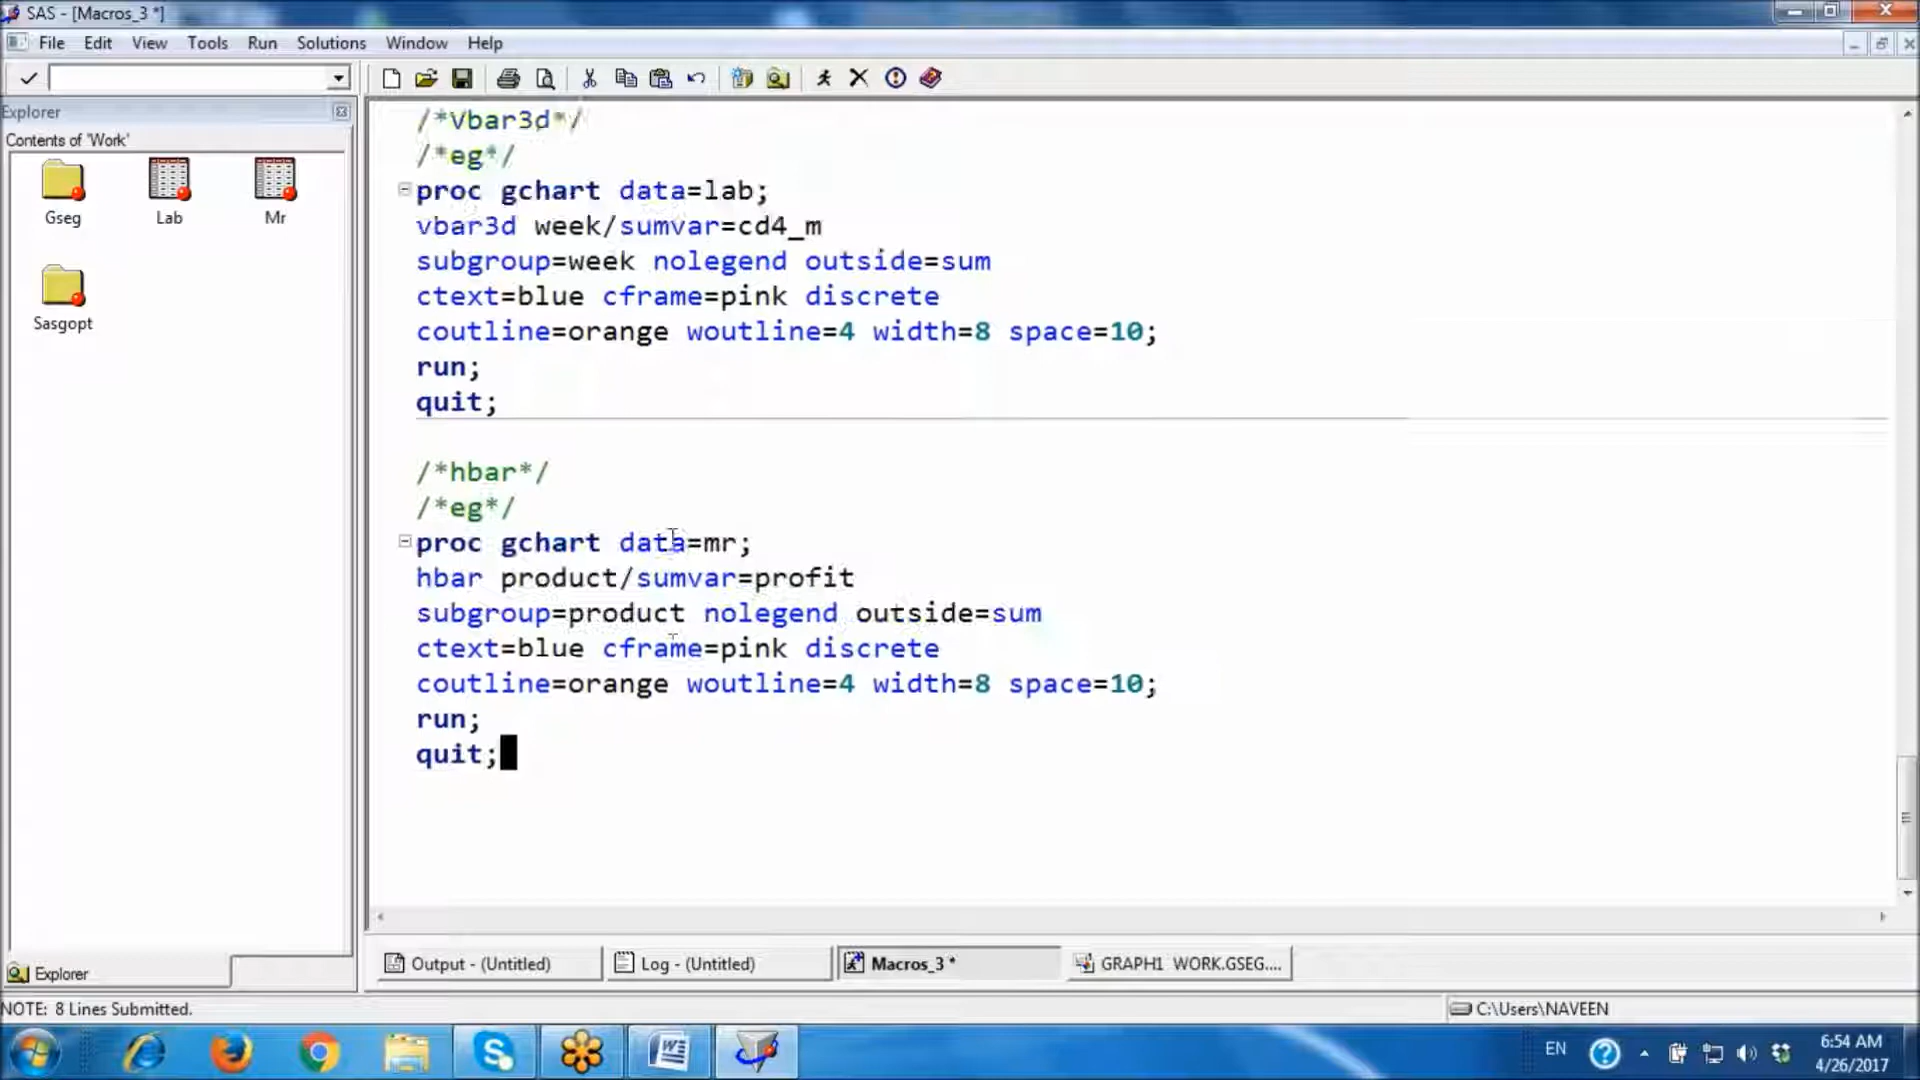 SAS - [Macros_3 *]
File Edit View Tools Run Solutions Window Help
Explorer
Contents of 'Work'
Gseg Lab Mr
Sasgopt
/*Vbar3d*/
/*eg*/
proc gchart data=lab;
vbar3d week/sumvar=cd4_m
subgroup=week nolegend outside=sum
ctext=blue cframe=pink discrete
coutline=orange woutline=4 width=8 space=10;
run;
quit;
/*hbar*/
/*eg*/
proc gchart data=mr;
hbar product/sumvar=profit
subgroup=product nolegend outside=sum
ctext=blue cframe=pink discrete
coutline=orange woutline=4 width=8 space=10;
run;
quit;
Explorer
Output - (Untitled) Log - (Untitled) Macros_3 * GRAPH1 WORK.GSEG....
NOTE: 8 Lines Submitted.
C:\Users\NAVEEN
EN
6:54 AM
4/26/2017